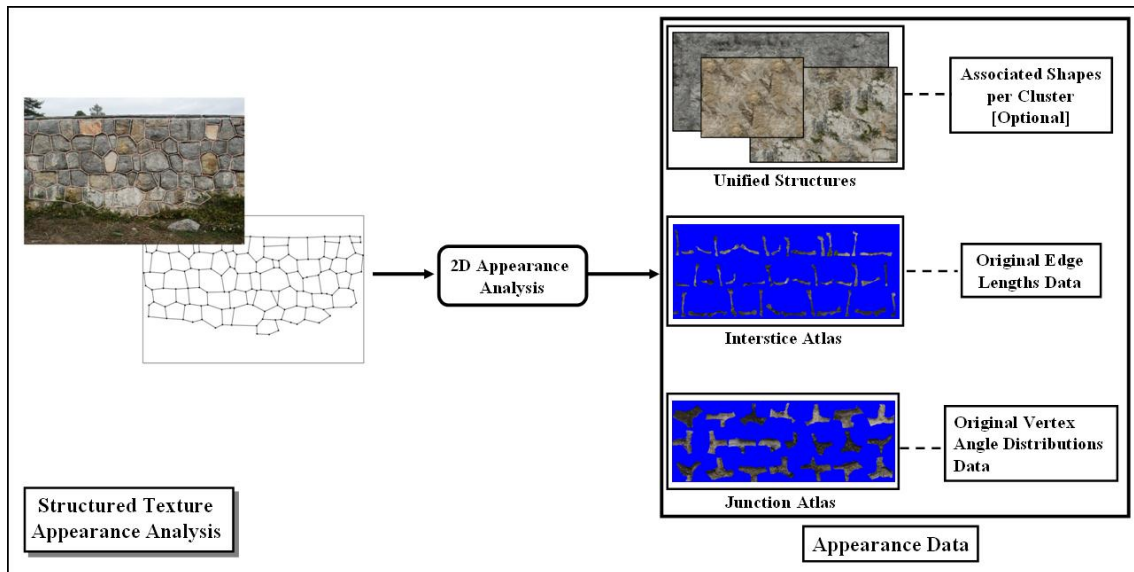 Associated Shapes
per Cluster
[Optional]
Unified Structures
2D Appearance
Analysis
Original Edge
Lengths Data
Interstice Atlas
Original Vertex
Angle Distributions
Data
Junction Atlas
Structured Texture
Appearance Analysis
Appearance Data